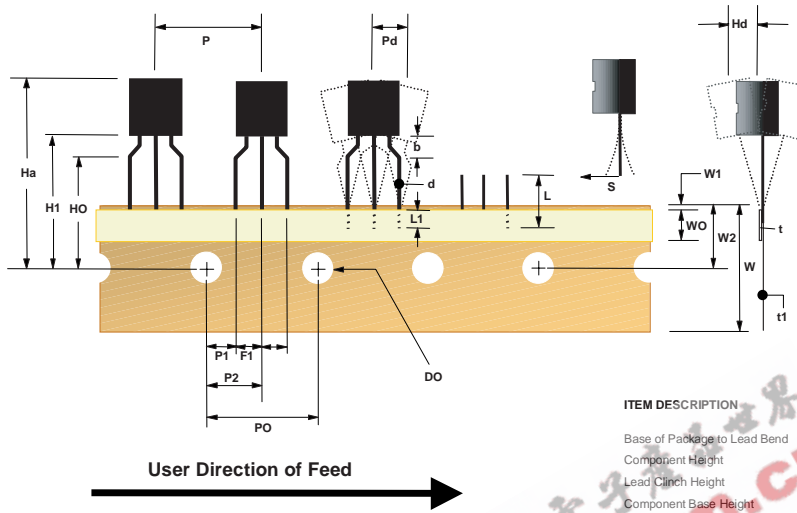 P
Pd
Hd
Ha
H1
HO
b
d
L1
L
S
W1
WO
W2
t
W
t1
P1
F1
P2
PO
DO
ITEM DESCRIPTION
Base of Package to Lead Bend
Component Height
Lead Clinch Height
Component Base Height
User Direction of Feed